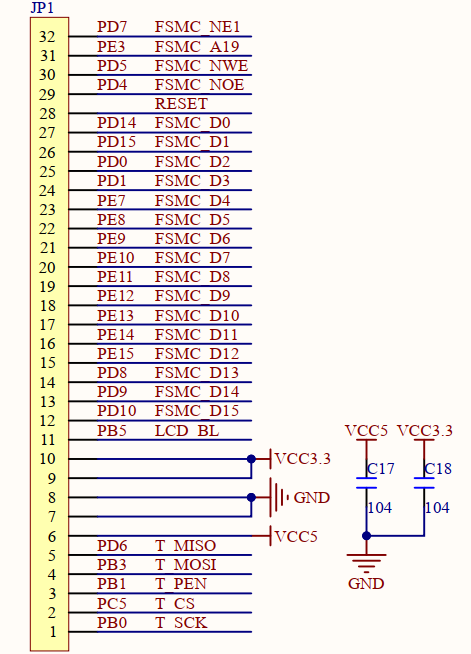 JP1
32 PD7 FSMC_NE1
31 PE3 FSMC_A19
30 PD5 FSMC_NWE
29 PD4 FSMC_NOE
28 RESET
27 PD14 FSMC_D0
26 PD15 FSMC_D1
25 PD0 FSMC_D2
24 PD1 FSMC_D3
23 PE7 FSMC_D4
22 PE8 FSMC_D5
21 PE9 FSMC_D6
20 PE10 FSMC_D7
19 PE11 FSMC_D8
18 PE12 FSMC_D9
17 PE13 FSMC_D10
16 PE14 FSMC_D11
15 PE15 FSMC_D12
14 PD8 FSMC_D13
13 PD9 FSMC_D14
12 PD10 FSMC_D15
11 PB5 LCD_BL
10 VCC3.3
9
8 GND
7
6 VCC5
5 PD6 T_MISO
4 PB3 T_MOSI
3 PB1 T_PEN
2 PC5 T_CS
1 PB0 T_SCK
VCC5 VCC3.3
C17 C18
104 104
GND